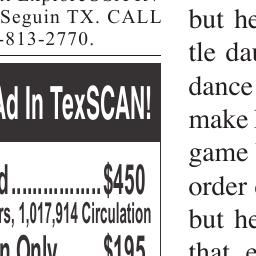 Seguin TX. CALL
-813-2770.
Ad In TexSCAN!
d..................$450
rs, 1,017,914 Circulation
n Only $195
but he
tle dau
dance
make
game
order
but he
that